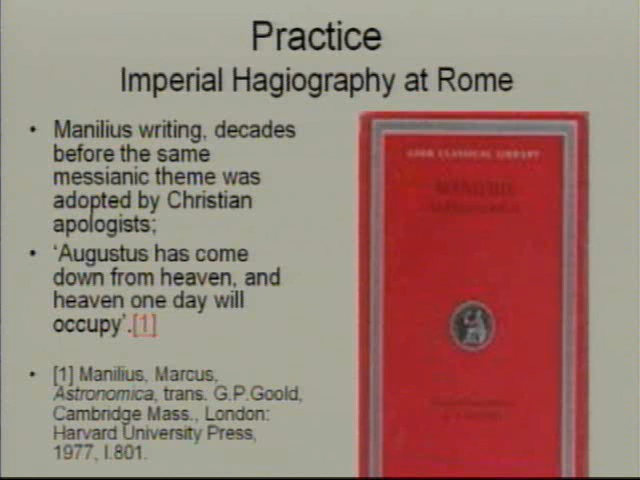 Practice
Imperial Hagiography at Rome
• Manilius writing, decades
before the same
messianic theme was
adopted by Christian
apologists;
• ‘Augustus has come
down from heaven, and
heaven one day will
occupy’.[1]
• [1] Manilius, Marcus,
Astronomica, trans. G.P.Goold,
Cambridge Mass., London:
Harvard University Press,
1977, I.801.
LOEB CLASSICAL LIBRARY
MANILIUS